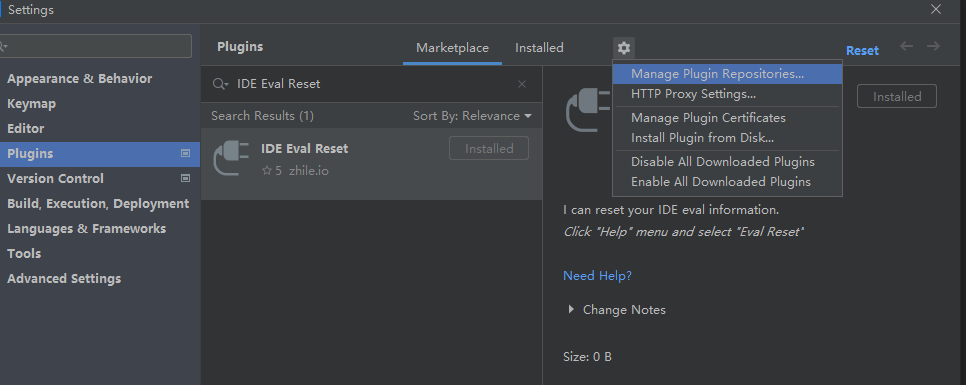 Settings
Plugins
Marketplace
Installed
Reset
Appearance & Behavior
Keymap
Editor
Plugins
Version Control
Build, Execution, Deployment
Languages & Frameworks
Tools
Advanced Settings
IDE Eval Reset
Search Results (1)
Sort By: Relevance
IDE Eval Reset
Installed
5 zhile.io
Manage Plugin Repositories...
HTTP Proxy Settings...
Manage Plugin Certificates
Install Plugin from Disk...
Disable All Downloaded Plugins
Enable All Downloaded Plugins
Installed
I can reset your IDE eval information.
Click "Help" menu and select "Eval Reset"
Need Help?
Change Notes
Size: 0 B